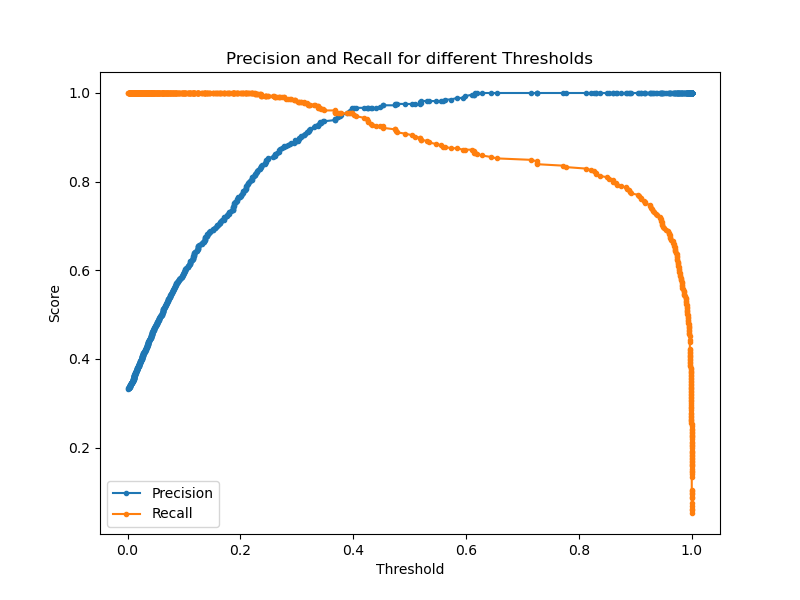 Precision and Recall for different Thresholds
1.0
0.8
0.6
0.4
0.2
Score
Precision
Recall
0.0 0.2 0.4 0.6 0.8 1.0
Threshold